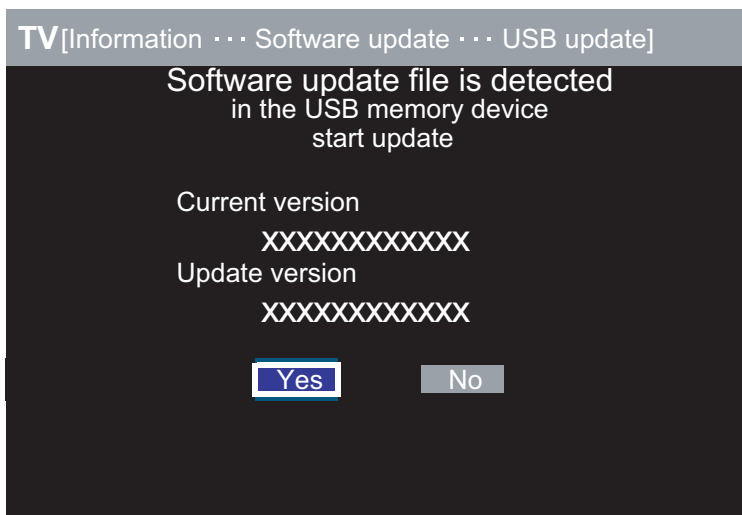 TV[Information ··· Software update ··· USB update]
Software update file is detected
in the USB memory device
start update
Current version
XXXXXXXXXXXX
Update version
XXXXXXXXXXXX
Yes No